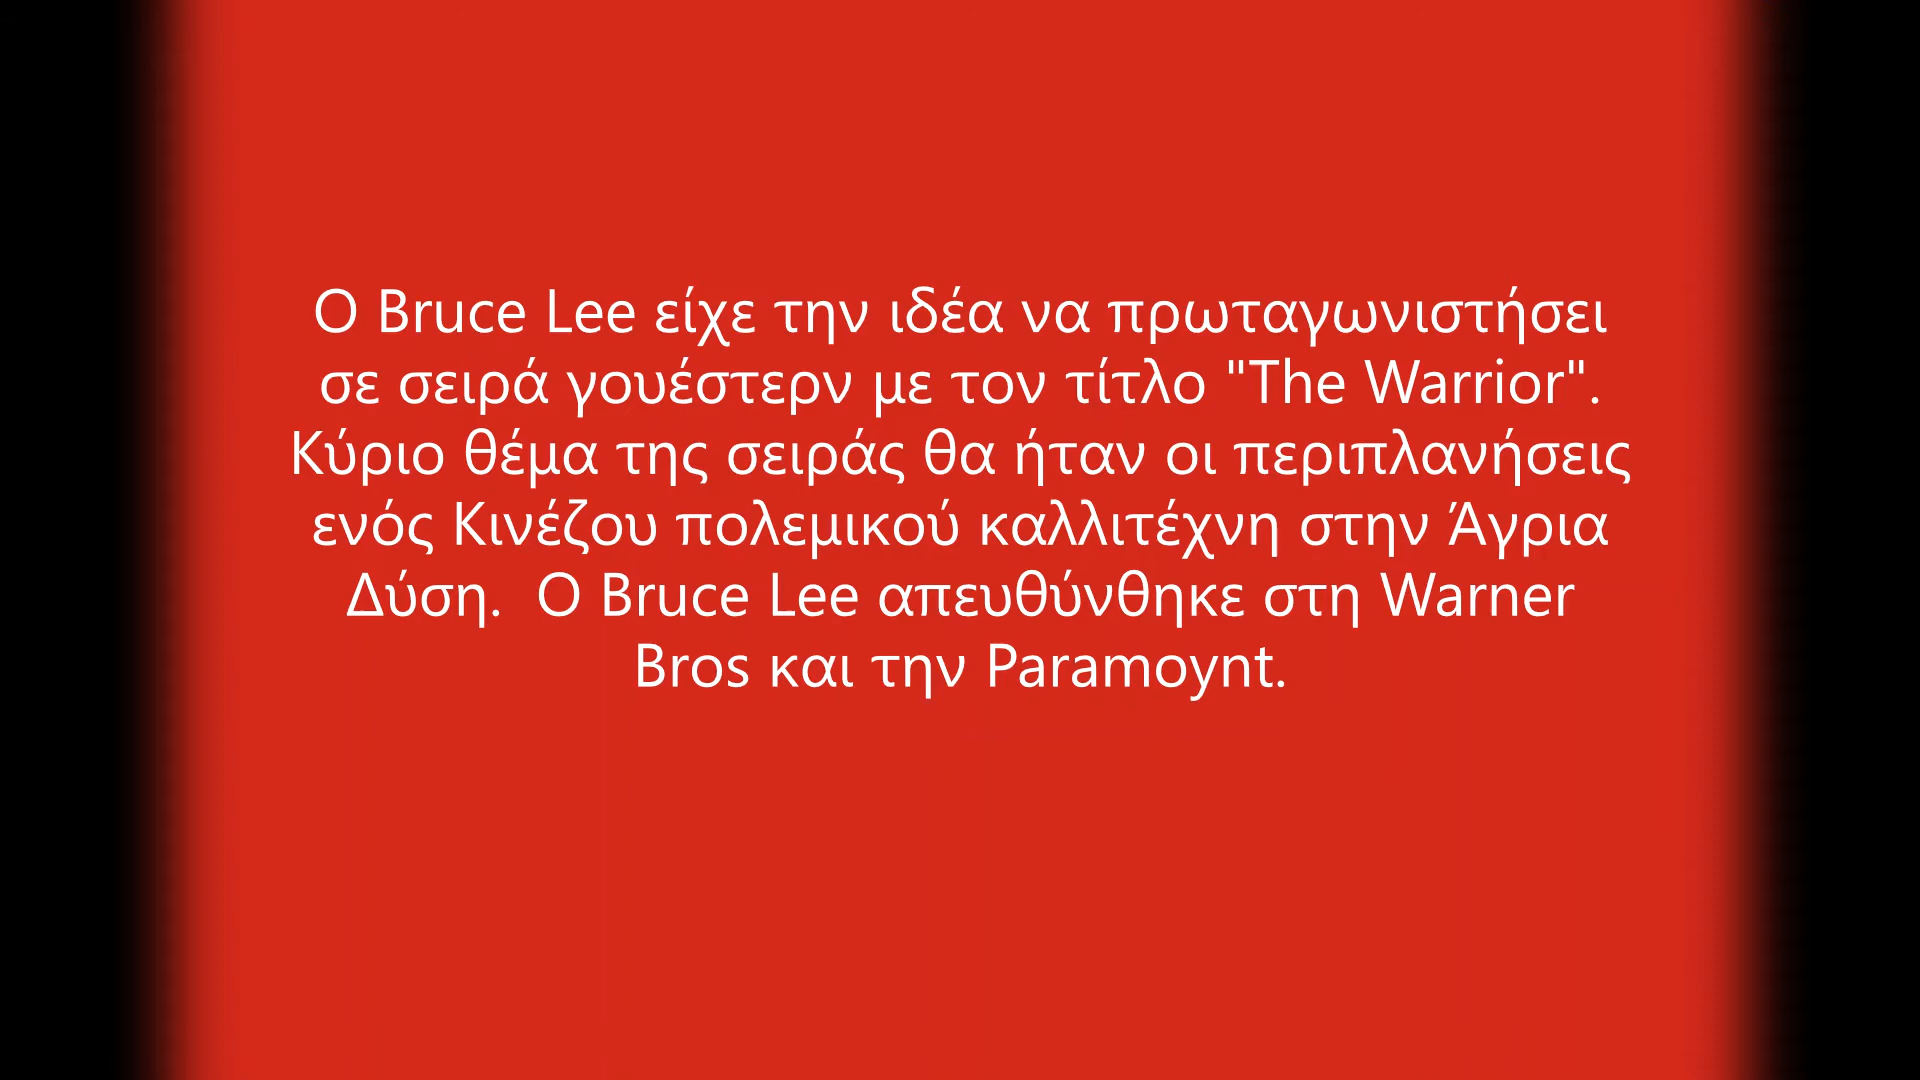 Ο Bruce Lee είχε την ιδέα να πρωταγωνιστήσει
σε σειρά γουέστερν με τον τίτλο "The Warrior".
Κύριο θέμα της σειράς θα ήταν οι περιπλανήσεις
ενός Κινέζου πολεμικού καλλιτέχνη στην Άγρια
Δύση.  Ο Bruce Lee απευθύνθηκε στη Warner
Bros και την Paramoynt.